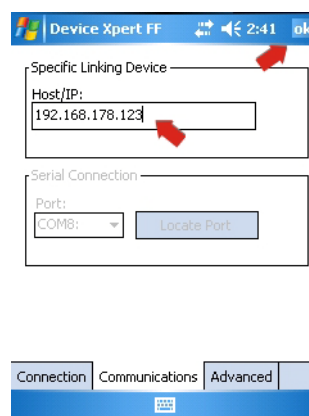 Device Xpert FF 2:41 ok
Specific Linking Device
Host/IP:
192.168.178.123
Serial Connection
Port:
COM8: Locate Port
Connection Communications Advanced